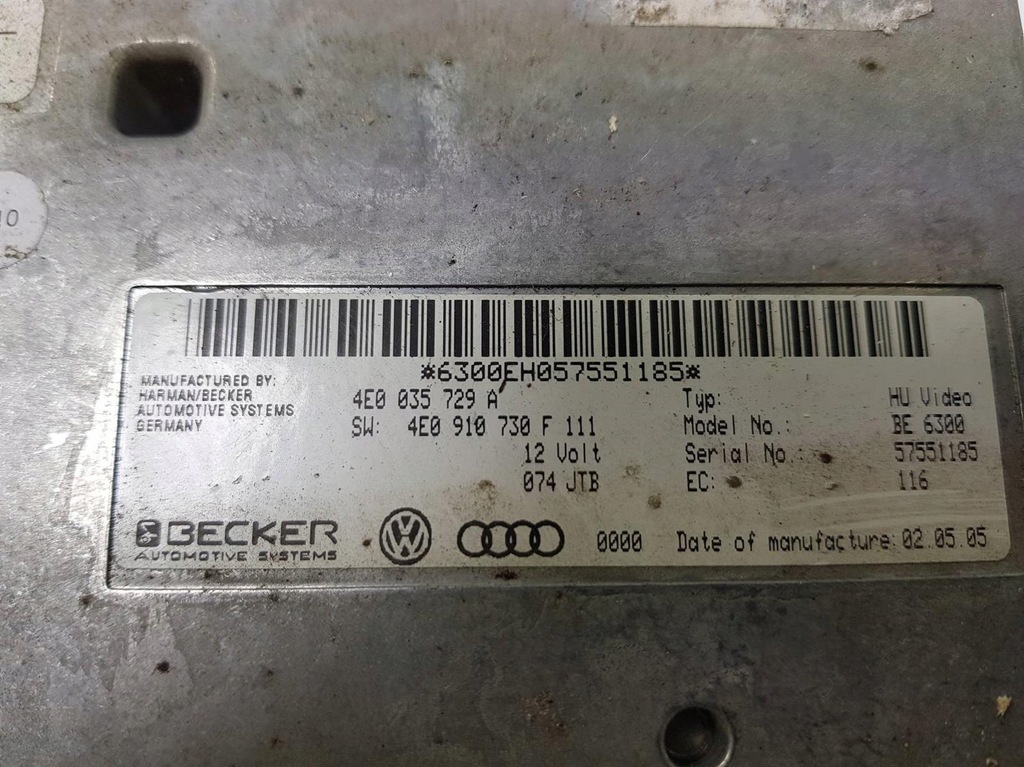 10
*6300EH057551185*
MANUFACTURED BY:
HARMAN/BECKER
AUTOMOTIVE SYSTEMS
GERMANY
4E0 035 729 A
SW: 4E0 910 730 F 111
12 Volt
074 JTB
Typ: HU Video
Model No.: BE 6300
Serial No.: 57551185
EC: 116
BECKER
AUTOMOTIVE SYSTEMS
VW
0000
Date of manufacture: 02.05.05